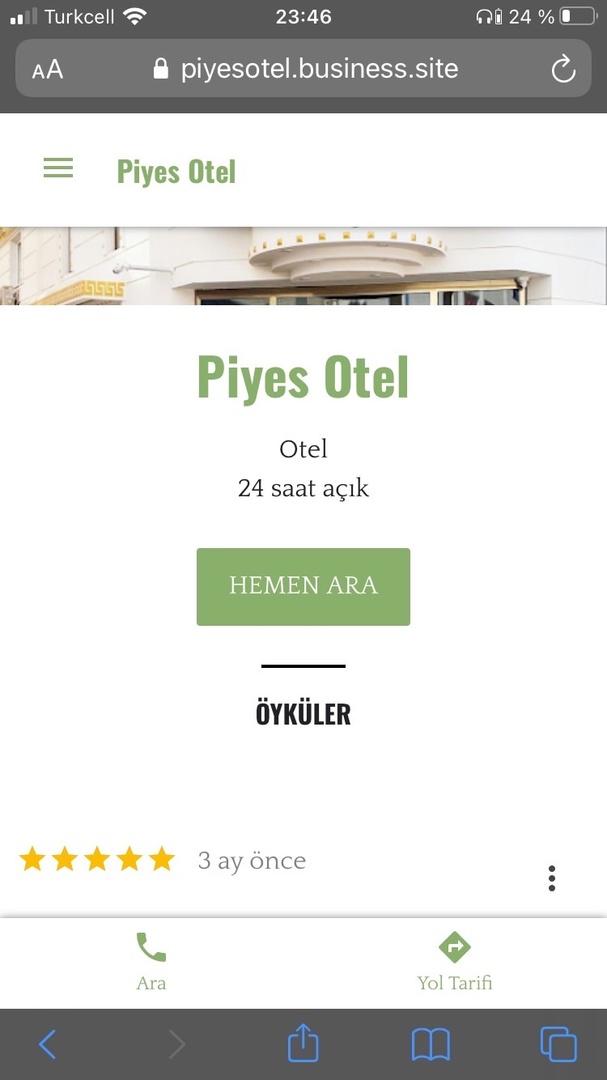 Turkcell 23:46 24 %
AA piyesotel.business.site
Piyes Otel
Piyes Otel
Otel
24 saat açık
HEMEN ARA
ÖYKÜLER
3 ay önce
Ara Yol Tarifi